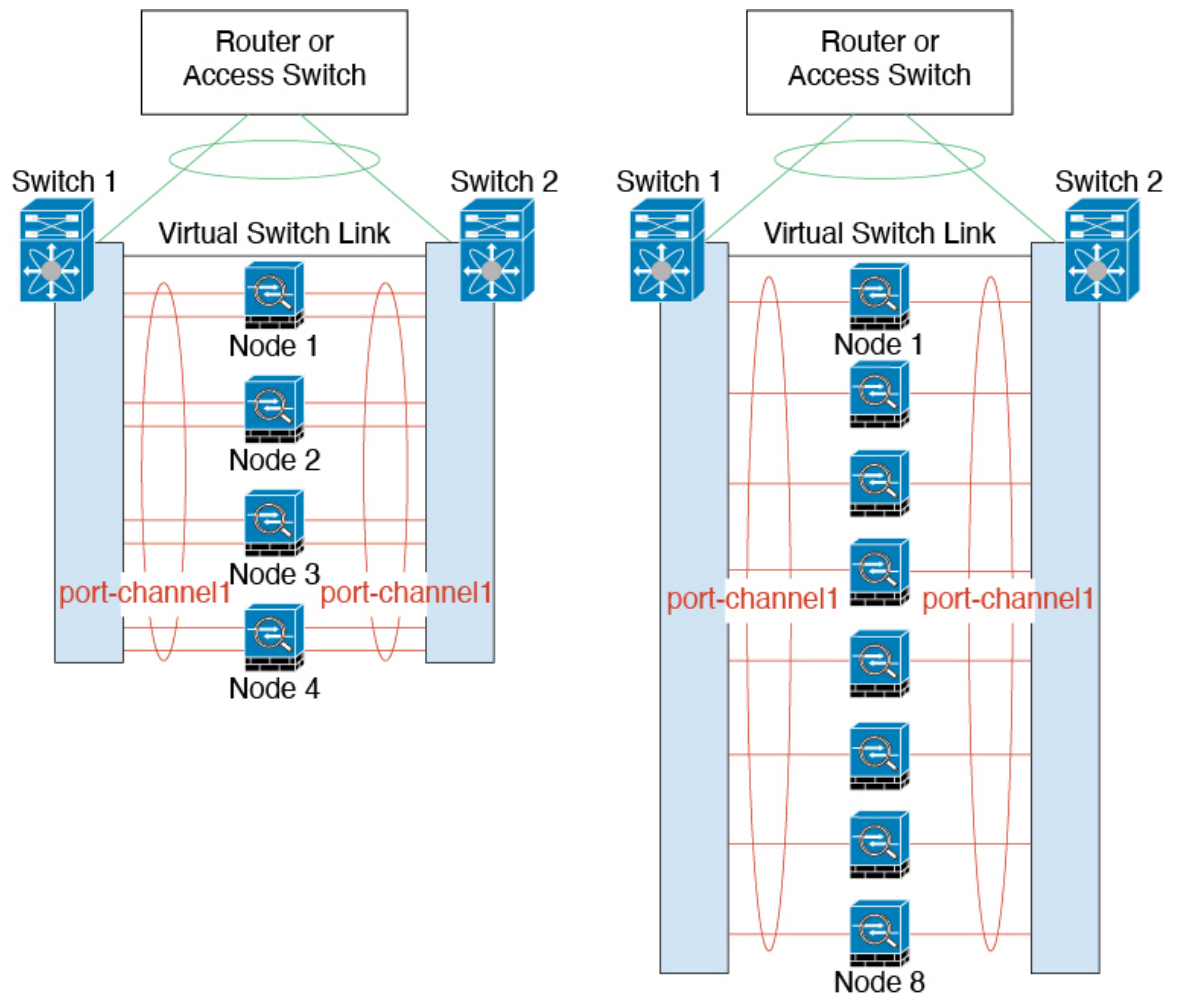 Router or
Access Switch
Switch 1
Switch 2
Virtual Switch Link
Node 1
Node 2
Node 3
port-channel1
port-channel1
Node 4
Router or
Access Switch
Switch 1
Switch 2
Virtual Switch Link
Node 1
port-channel1
port-channel1
Node 8